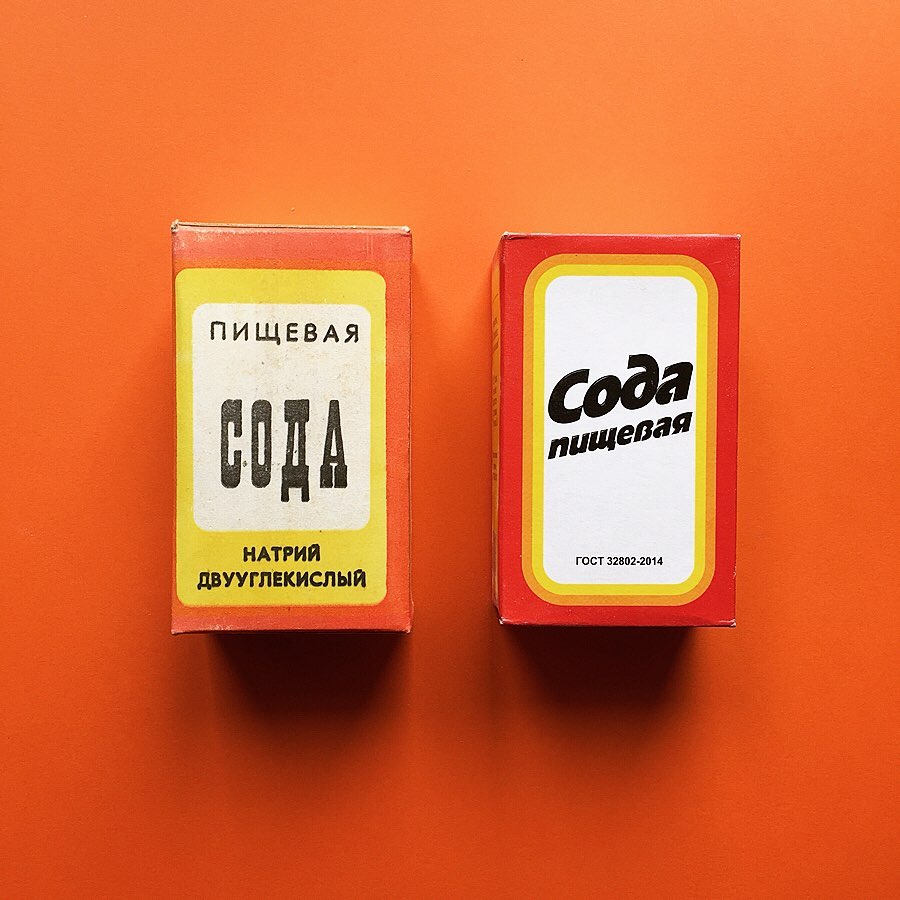 ПИЩЕВАЯ
СОДА
НАТРИЙ
ДВУУГЛЕКИСЛЫЙ
Сода
пищевая
ГОСТ 32802-2014